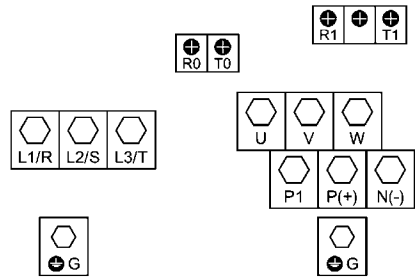 R1 T1
R0 T0
U V W
L1/R L2/S L3/T
P1 P(+) N(-)
G G